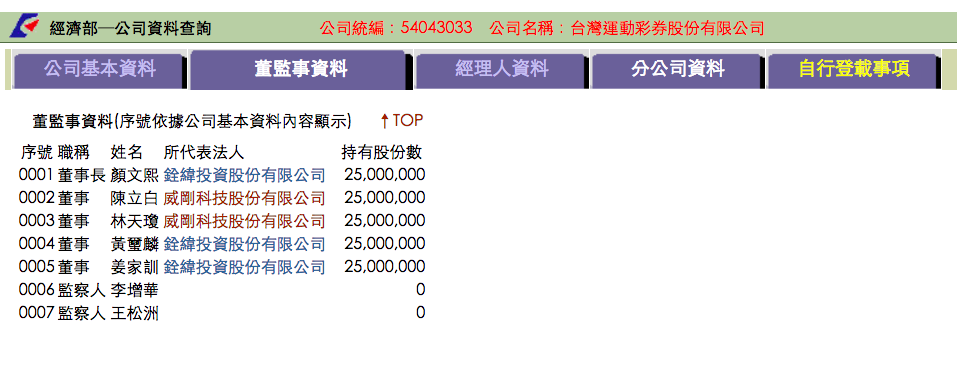 經濟部—公司資料查詢 公司統編：54043033 公司名稱：台灣運動彩券股份有限公司
公司基本資料 董監事資料 經理人資料 分公司資料 自行登載事項
董監事資料(序號依據公司基本資料內容顯示) ↑TOP
序號 職稱 姓名 所代表法人 持有股份數
0001 董事長 顏文熙 銓緯投資股份有限公司 25,000,000
0002 董事 陳立白 威剛科技股份有限公司 25,000,000
0003 董事 林天瓊 威剛科技股份有限公司 25,000,000
0004 董事 黃璽麟 銓緯投資股份有限公司 25,000,000
0005 董事 姜家訓 銓緯投資股份有限公司 25,000,000
0006 監察人 李增華 0
0007 監察人 王松洲 0